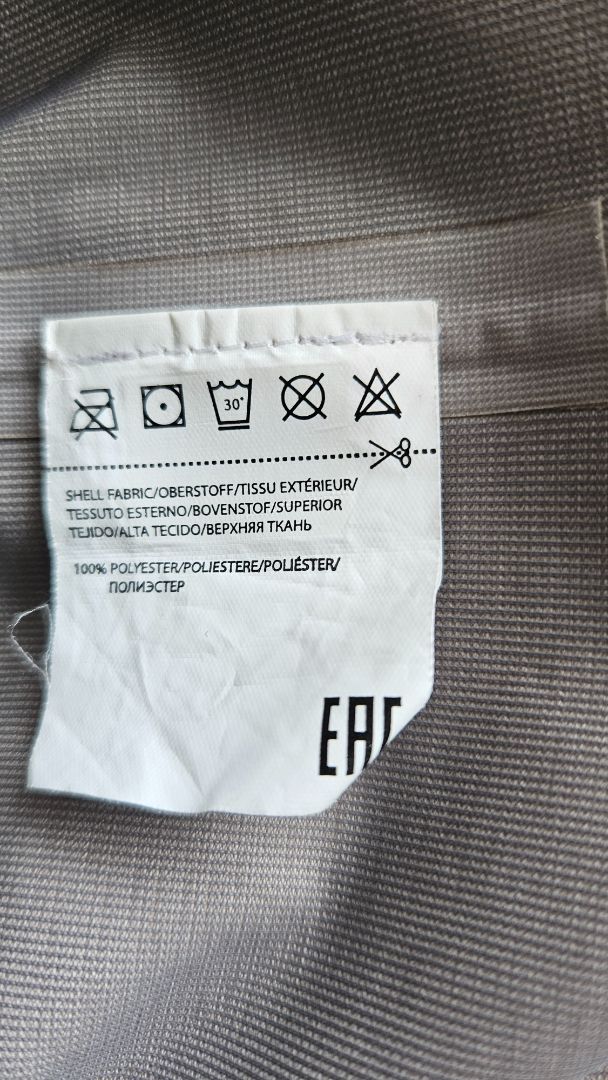 30°
SHELL FABRIC/OBERSTOFF/TISSU EXTÉRIEUR/
TESSUTO ESTERNO/BOVENSTOF/SUPERIOR
TEJIDO/ALTA TECIDO/ВЕРХНЯЯ ТКАНЬ
100% POLYESTER/POLIESTERE/POLIÉSTER/
ПОЛИЭСТЕР
EAC